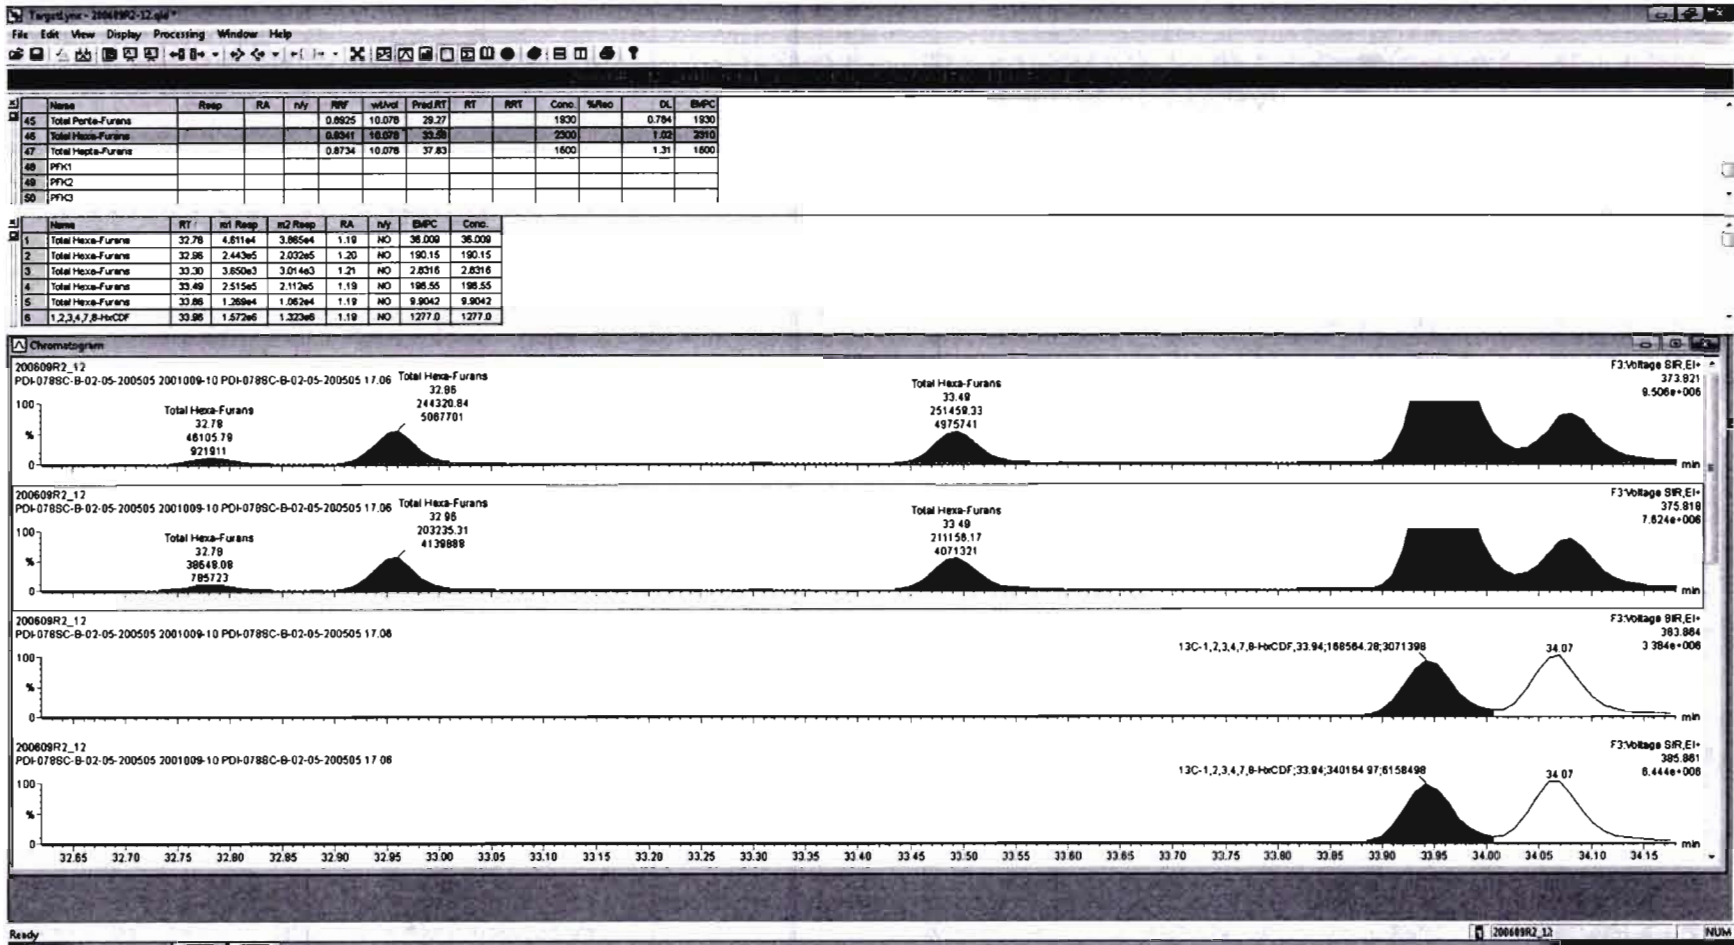 TargetLynx - 200609R2-12.qld *
File Edit View Display Processing Window Help
Name Resp RA n/y RRF wt/vol Pred.RT RT RRT Conc. %Rec DL EMPC
45 Total Penta-Furans 0.8925 10.078 29.27 1930 0.784 1930
46 Total Hexa-Furans 10.078 2300 1.02 2310
47 Total Hepta-Furans 0.8734 10.078 37.83 1600 1.31 1600
48 PFK1
49 PFK2
50 PFK3
Name RT m1 Resp m2 Resp RA n/y EMPC Conc.
1 Total Hexa-Furans 32.78 4.611e4 3.865e4 1.19 NO 36.009 36.009
2 Total Hexa-Furans 32.96 2.443e5 2.032e5 1.20 NO 190.15 190.15
3 Total Hexa-Furans 33.30 3.650e3 3.014e3 1.21 NO 2.8316 2.8316
4 Total Hexa-Furans 33.49 2.515e5 2.112e5 1.19 NO 196.55 196.55
5 Total Hexa-Furans 33.86 1.269e4 1.062e4 1.19 NO 9.9042 9.9042
6 1,2,3,4,7,8-HxCDF 33.96 1.572e6 1.323e6 1.19 NO 1277.0 1277.0
Chromatogram
200609R2_12
PDI-078SC-B-02-05-200505 2001009-10 PDI-078SC-B-02-05-200505 17.06
F3:Voltage SIR,EI+
373.821
9.506e+006
Total Hexa-Furans
32.78
46105.79
921911
Total Hexa-Furans
32.96
244320.84
5067701
Total Hexa-Furans
33.49
251459.33
4975741
100
%
0
min
200609R2_12
PDI-078SC-B-02-05-200505 2001009-10 PDI-078SC-B-02-05-200505 17.06
F3:Voltage SIR,EI+
375.818
7.624e+006
Total Hexa-Furans
32.78
38648.08
785723
Total Hexa-Furans
32.96
203235.31
4139888
Total Hexa-Furans
33.49
211158.17
4071321
100
%
0
min
200609R2_12
PDI-078SC-B-02-05-200505 2001009-10 PDI-078SC-B-02-05-200505 17.06
F3:Voltage SIR,EI+
383.864
3.384e+006
13C-1,2,3,4,7,8-HxCDF;33.94;168564.28;3071398
34.07
100
%
0
min
200609R2_12
PDI-078SC-B-02-05-200505 2001009-10 PDI-078SC-B-02-05-200505 17.06
F3:Voltage SIR,EI+
385.861
6.444e+006
13C-1,2,3,4,7,8-HxCDF;33.94;340164.97;6158498
34.07
100
%
0
min
32.65 32.70 32.75 32.80 32.85 32.90 32.95 33.00 33.05 33.10 33.15 33.20 33.25 33.30 33.35 33.40 33.45 33.50 33.55 33.60 33.65 33.70 33.75 33.80 33.85 33.90 33.95 34.00 34.05 34.10 34.15
Ready
200609R2_12
NUM